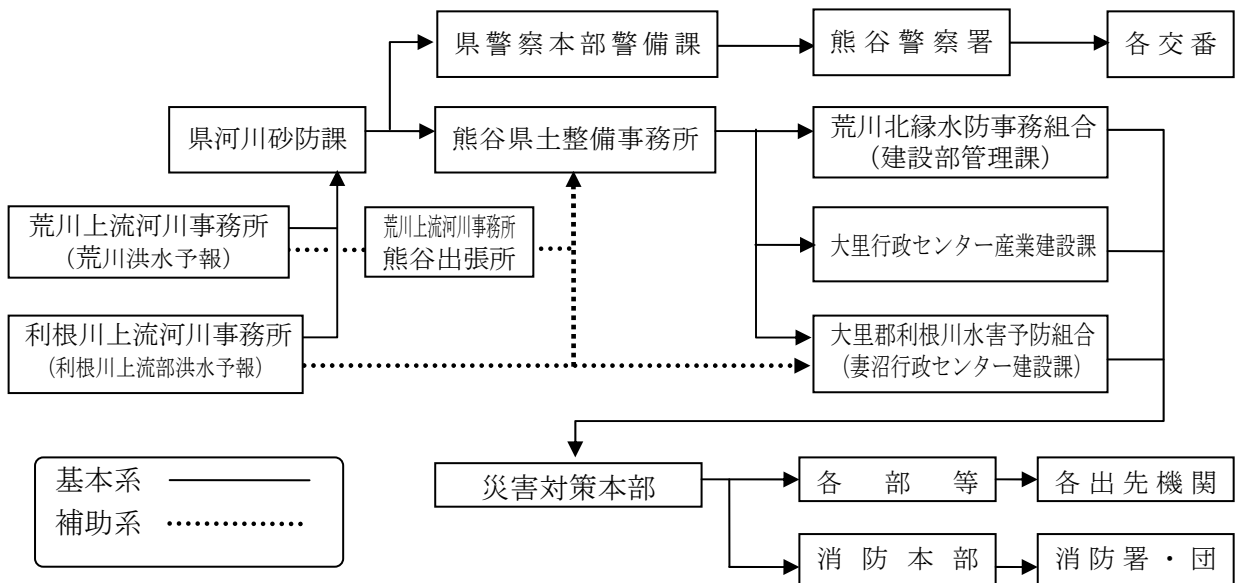 県警察本部警備課
熊谷警察署
各交番
県河川砂防課
熊谷県土整備事務所
荒川北縁水防事務組合
（建設部管理課）
荒川上流河川事務所
（荒川洪水予報）
荒川上流河川事務所
熊谷出張所
大里行政センター産業建設課
利根川上流河川事務所
（利根川上流部洪水予報）
大里郡利根川水害予防組合
（妻沼行政センター建設課）
基本系
補助系
災害対策本部
各部等
各出先機関
消防本部
消防署・団